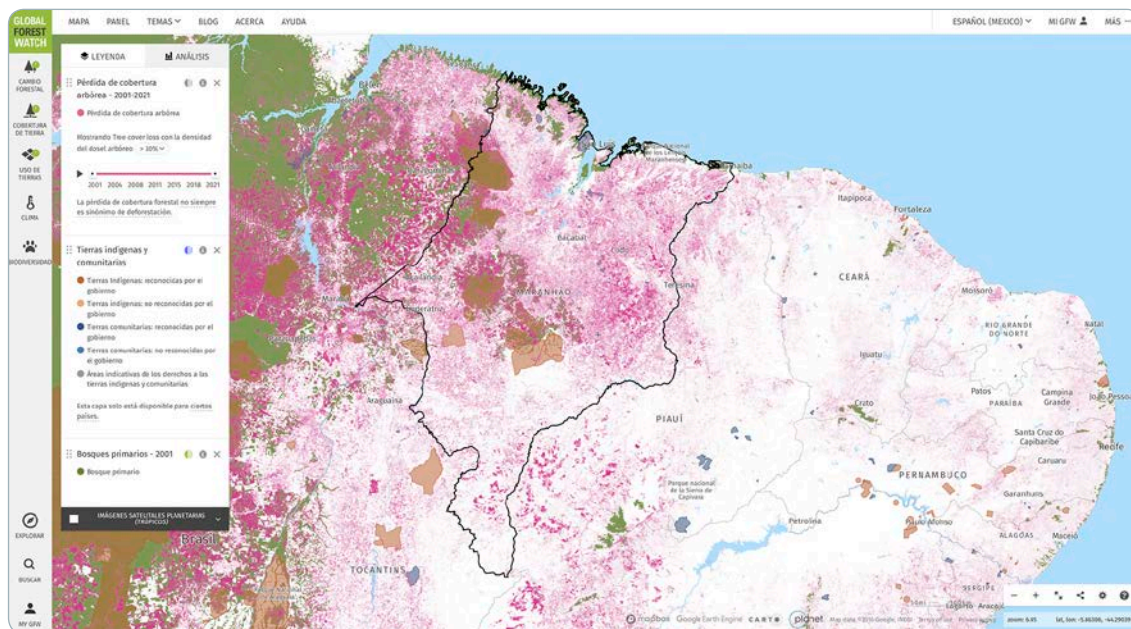 GLOBAL
FOREST
WATCH
MAPA PANEL TEMAS BLOG ACERCA AYUDA
ESPAÑOL (MEXICO) MI GFW MÁS
CAMBIO
FORESTAL
COBERTURA
DE TIERRA
USO DE
TIERRAS
CLIMA
BIODIVERSIDAD
EXPLORAR
BUSCAR
MY GFW
LEYENDA ANÁLISIS
Pérdida de cobertura
arbórea - 2001-2021
Pérdida de cobertura arbórea
Mostrando Tree cover loss con la densidad
del dosel arbóreo > 30%
2001 2004 2008 2011 2015 2018 2021
La pérdida de cobertura forestal no siempre
es sinónimo de deforestación.
Tierras indígenas y
comunitarias
Tierras Indígenas: reconocidas por el
gobierno
Tierras indígenas: no reconocidas por el
gobierno
Tierras comunitarias: reconocidas por el
gobierno
Tierras comunitarias: no reconocidas por
el gobierno
Áreas indicativas de los derechos a las
tierras indígenas y comunitarias
Esta capa solo está disponible para ciertos
países.
Bosques primarios - 2001
Bosque primario
IMÁGENES SATELITALES PLANETARIAS
(TRÓPICOS)
Bacabal
Codó
Teresina
MARANHÃO
Araguaína
Brasil
TOCANTINS
PIAUÍ
Parque nacional
de la Sierra de
Capivara
Itapipoca
Fortaleza
CEARÁ
Mossoró
RIO GRANDE
DO NORTE
Natal
Iguatu
Patos
PARAÍBA
Campina
Grande
João Pessoa
Crato
Santa Cruz do
Capibaribe
Recife
Caruaru
PERNAMBUCO
Garanhuns
Petrolina
Paulo Afonso
ALAGOAS
Maceió
SERGIPE
Lagarto
Aracaju
mapbox Google Earth Engine CARTO planet
zoom: 6.05 lat, lon: